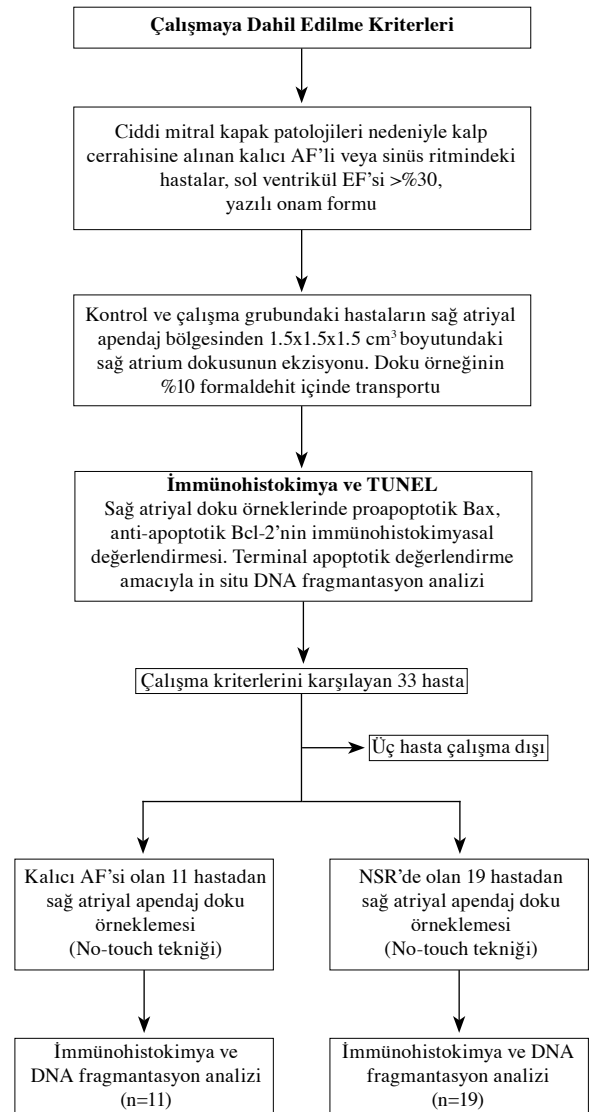 Çalışmaya Dahil Edilme Kriterleri
Ciddi mitral kapak patolojileri nedeniyle kalp
cerrahisine alınan kalıcı AF’li veya sinüs ritmindeki
hastalar, sol ventrikül EF’si >%30,
yazılı onam formu
Kontrol ve çalışma grubundaki hastaların sağ atriyal
apendaj bölgesinden 1.5x1.5x1.5 cm³ boyutundaki
sağ atrium dokusunun ekzisyonu. Doku örneğinin
%10 formaldehit içinde transportu
İmmünohistokimya ve TUNEL
Sağ atriyal doku örneklerinde proapoptotik Bax,
anti-apoptotik Bcl-2’nin immünohistokimyasal
değerlendirmesi. Terminal apoptotik değerlendirme
amacıyla in situ DNA fragmantasyon analizi
Çalışma kriterlerini karşılayan 33 hasta
Üç hasta çalışma dışı
Kalıcı AF’si olan 11 hastadan
sağ atriyal apendaj doku
örneklemesi
(No-touch tekniği)
NSR’de olan 19 hastadan
sağ atriyal apendaj doku
örneklemesi
(No-touch tekniği)
İmmünohistokimya ve
DNA fragmantasyon analizi
(n=11)
İmmünohistokimya ve DNA
fragmantasyon analizi
(n=19)